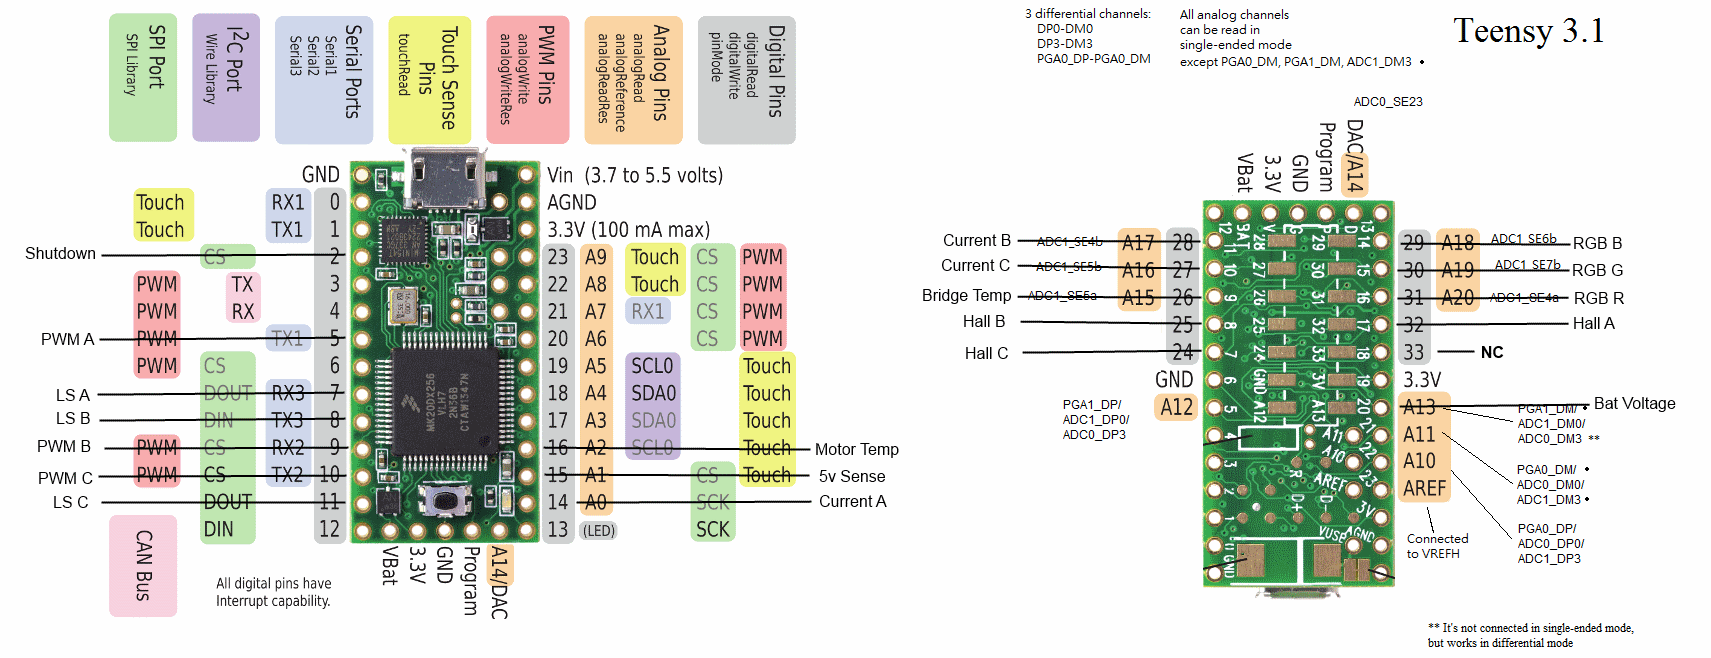 SPI Port
SPI Library
I2c Port
Wire Library
Serial Ports
Serial1
Serial2
Serial3
Touch Sense
Pins
touchRead
PWM Pins
analogWrite
analogWriteRes
Analog Pins
analogRead
analogReference
analogReadRes
Digital Pins
digitalRead
digitalWrite
pinMode
3 differential channels:
DP0-DM0
DP3-DM3
PGA0_DP-PGA0_DM
All analog channels
can be read in
single-ended mode
except PGA0_DM, PGA1_DM, ADC1_DM3 •
Teensy 3.1
GND
Touch RX1 0
Touch TX1 1
Shutdown CS 2
PWM TX 3
PWM RX 4
PWM A PWM TX1 5
PWM CS 6
LS A DOUT RX3 7
LS B DIN TX3 8
PWM B PWM CS RX2 9
PWM C PWM CS TX2 10
LS C DOUT 11
DIN 12
CAN Bus
All digital pins have
Interrupt capability.
MK20DX256
VLH7
2N36B
CTAW1347N
Vin (3.7 to 5.5 volts)
AGND
3.3V (100 mA max)
23 A9 Touch CS PWM
22 A8 Touch CS PWM
21 A7 RX1 CS PWM
20 A6 CS PWM
19 A5 SCL0 Touch
18 A4 SDA0 Touch
17 A3 SDA0 Touch
16 A2 SCL0 Touch Motor Temp
15 A1 CS Touch 5v Sense
14 A0 SCK Current A
13 (LED) SCK
VBat
3.3V
GND
Program
A14/DAC
ADC0_SE23
VBat
3.3V
GND
Program
DAC/A14
Current B ADC1_SE4b A17 28
Current C ADC1_SE5b A16 27
Bridge Temp ADC1_SE5a A15 26
Hall B 25
Hall C 24
GND
A12
PGA1_DP/
ADC1_DP0/
ADC0_DP3
29 A18 ADC1_SE6b RGB B
30 A19 ADC1_SE7b RGB G
31 A20 ADC1_SE4a RGB R
32 Hall A
33 NC
3.3V
A13 Bat Voltage
A11
A10
AREF
PGA1_DM/ •
ADC1_DM0/
ADC0_DM3 **
PGA0_DM/ •
ADC0_DM0/
ADC1_DM3 •
PGA0_DP/
ADC0_DP0/
ADC1_DP3
Connected
to VREFH
** It's not connected in single-ended mode,
but works in differential mode